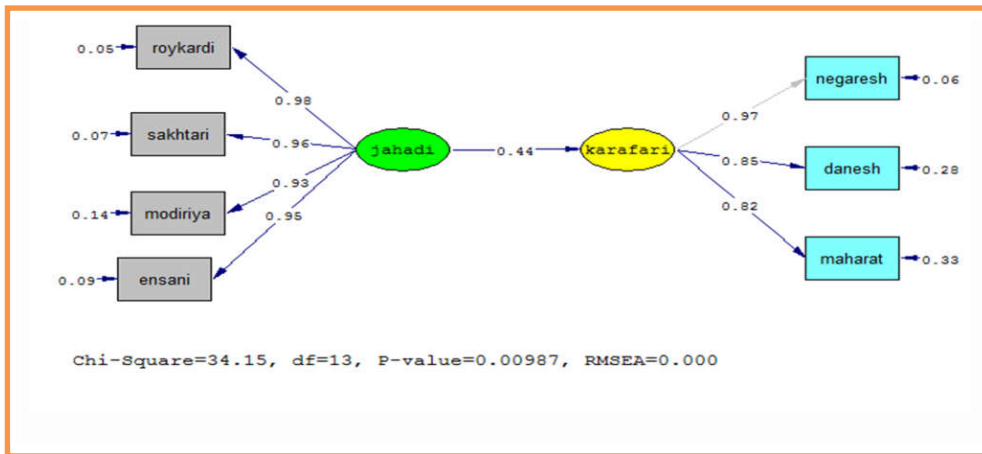 0.05
roykardi
0.98
0.07
sakhtari
0.96
0.14
modiriya
0.93
0.09
ensani
0.95
jahadi
0.44
karafari
0.97
negaresh
0.06
0.85
danesh
0.28
0.82
maharat
0.33
Chi-Square=34.15, df=13, P-value=0.00987, RMSEA=0.000